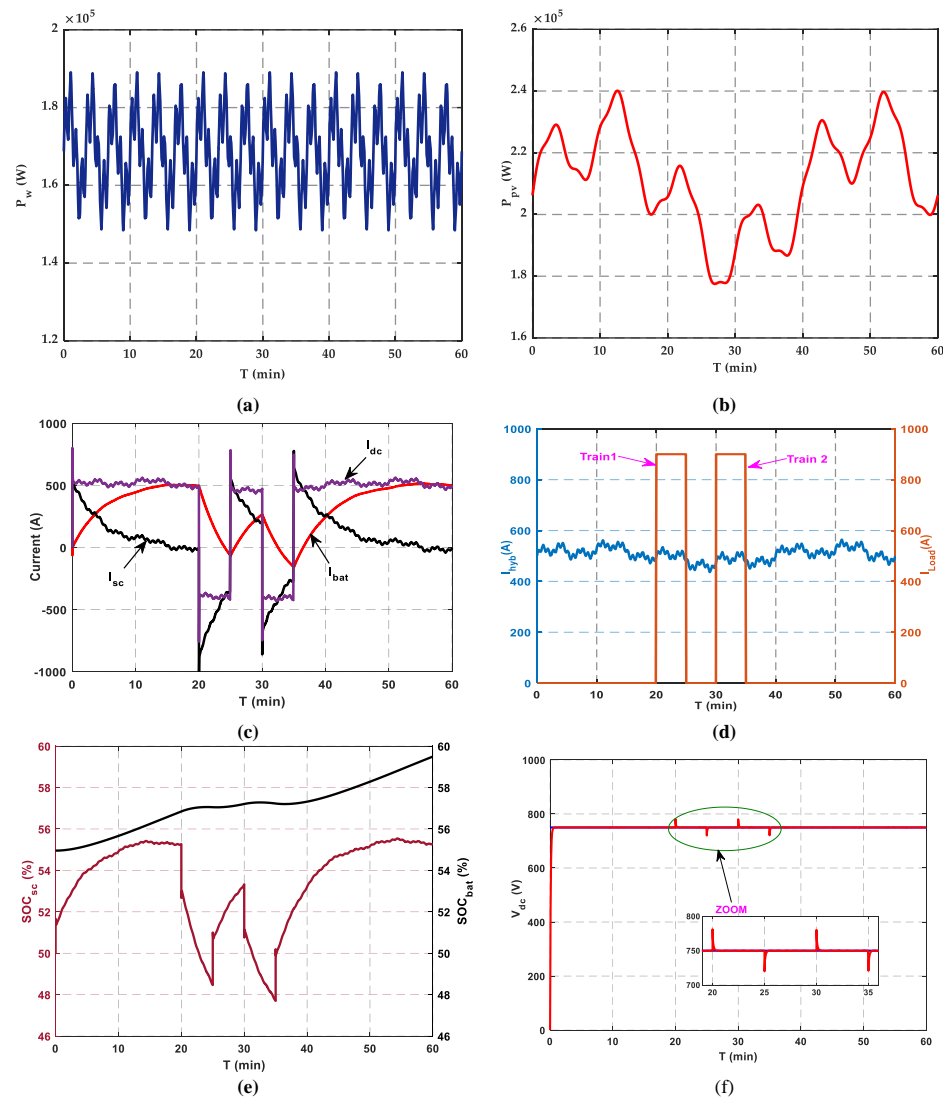 ×10⁵
2
1.8
1.6
1.4
1.2
P_w (W)
0 10 20 30 40 50 60
T (min)
(a)
×10⁵
2.6
2.4
2.2
2
1.8
1.6
P_pv (W)
0 10 20 30 40 50 60
T (min)
(b)
1000
500
0
-500
-1000
Current (A)
I_dc
I_sc
I_bat
0 10 20 30 40 50 60
T (min)
(c)
1000
800
600
400
200
0
I_hyb(A)
Train1
Train 2
1000
800
600
400
200
0
I_Load(A)
0 10 20 30 40 50 60
T (min)
(d)
60
58
56
54
52
50
48
46
SOC_sc (%)
60
58
56
54
52
50
48
46
SOC_bat (%)
0 10 20 30 40 50 60
T (min)
(e)
1000
800
600
400
200
0
V_dc (V)
ZOOM
800
750
700
20 25 30 35
0 10 20 30 40 50 60
T (min)
(f)